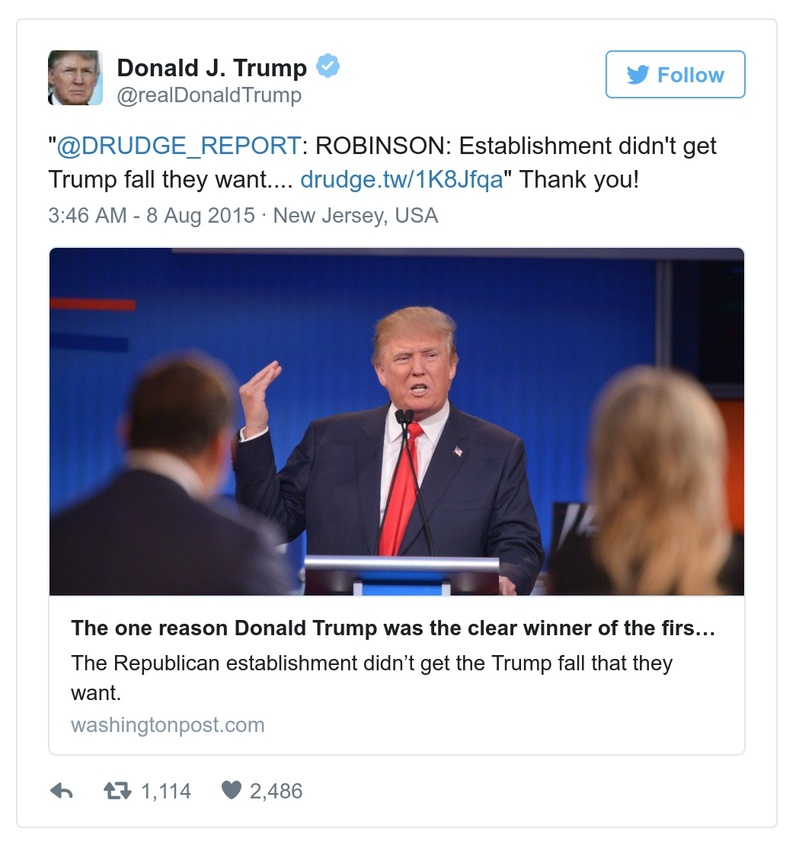 Donald J. Trump
@realDonaldTrump
Follow
"@DRUDGE_REPORT: ROBINSON: Establishment didn't get
Trump fall they want.... drudge.tw/1K8Jfqa" Thank you!
3:46 AM - 8 Aug 2015 · New Jersey, USA
The one reason Donald Trump was the clear winner of the firs...
The Republican establishment didn’t get the Trump fall that they
want.
washingtonpost.com
1,114
2,486